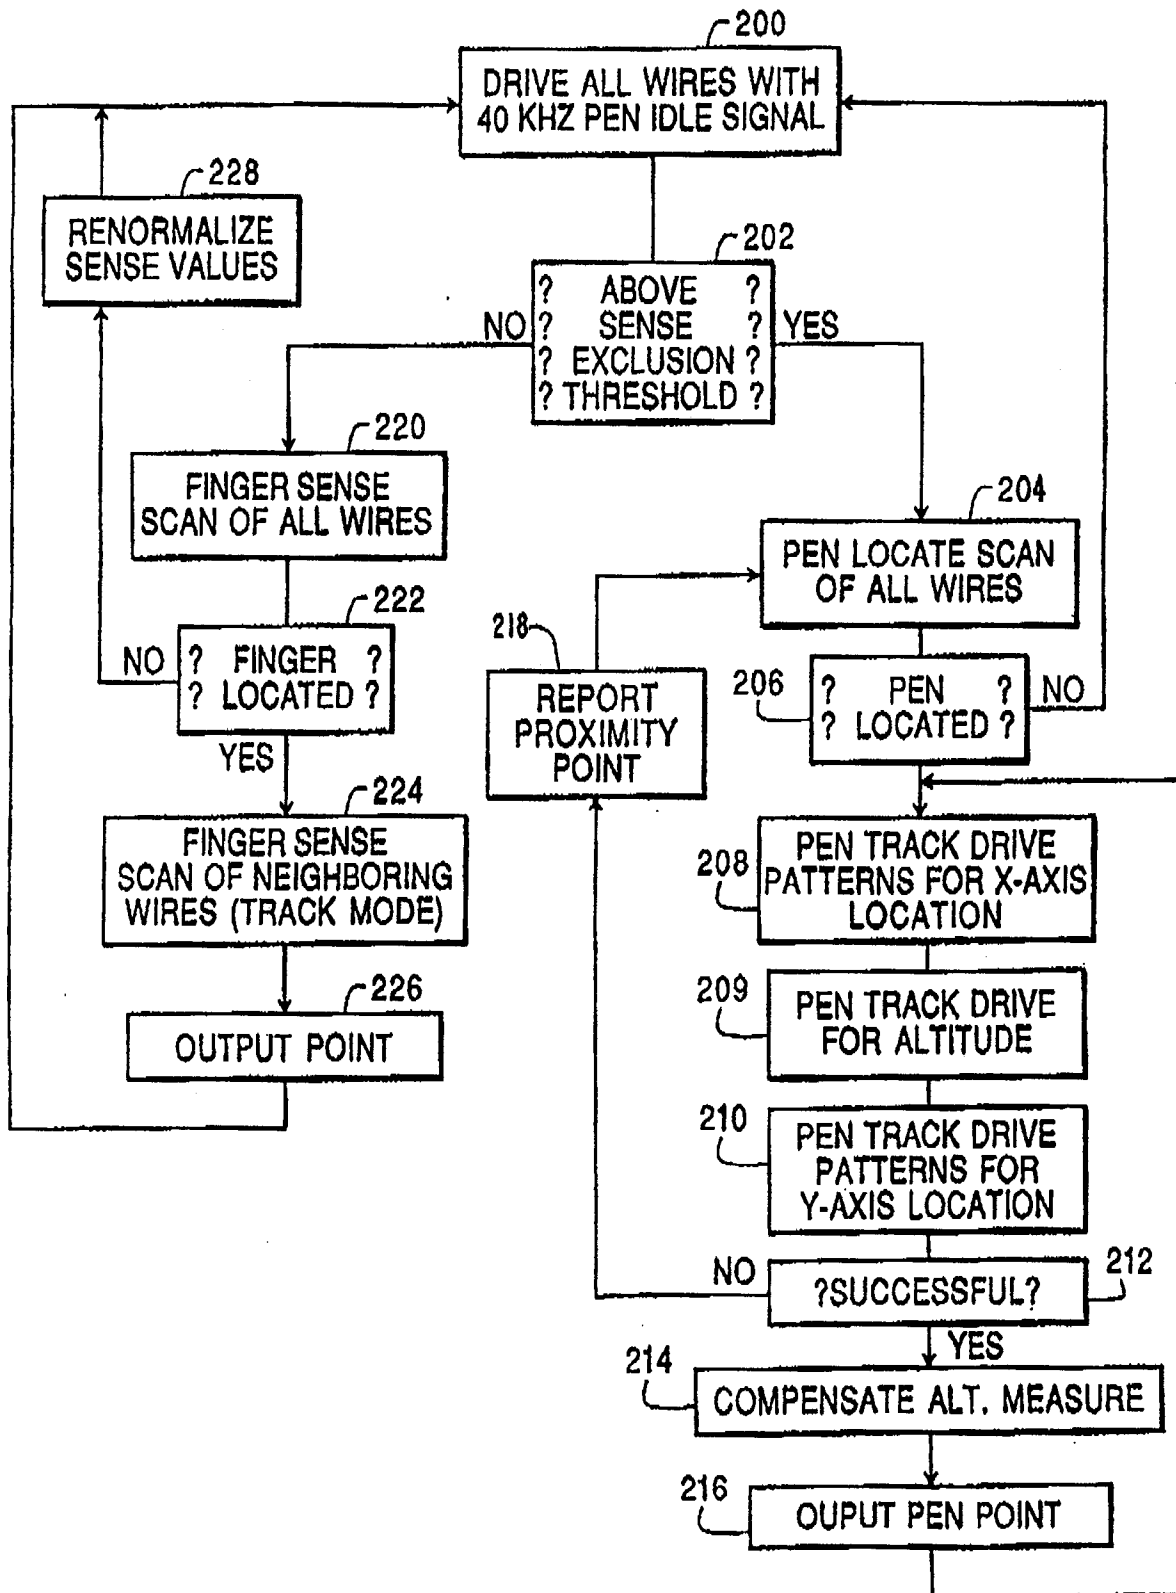 200
DRIVE ALL WIRES WITH
40 KHZ PEN IDLE SIGNAL
228
RENORMALIZE
SENSE VALUES
202
? ABOVE ?
? SENSE ?
? EXCLUSION ?
? THRESHOLD ?
NO
YES
220
FINGER SENSE
SCAN OF ALL WIRES
204
PEN LOCATE SCAN
OF ALL WIRES
222
? FINGER ?
? LOCATED ?
NO
YES
218
REPORT
PROXIMITY
POINT
206
? PEN ?
? LOCATED ?
NO
224
FINGER SENSE
SCAN OF NEIGHBORING
WIRES (TRACK MODE)
208
PEN TRACK DRIVE
PATTERNS FOR X-AXIS
LOCATION
226
OUTPUT POINT
209
PEN TRACK DRIVE
FOR ALTITUDE
210
PEN TRACK DRIVE
PATTERNS FOR
Y-AXIS LOCATION
NO
?SUCCESSFUL?
212
YES
214
COMPENSATE ALT. MEASURE
216
OUPUT PEN POINT